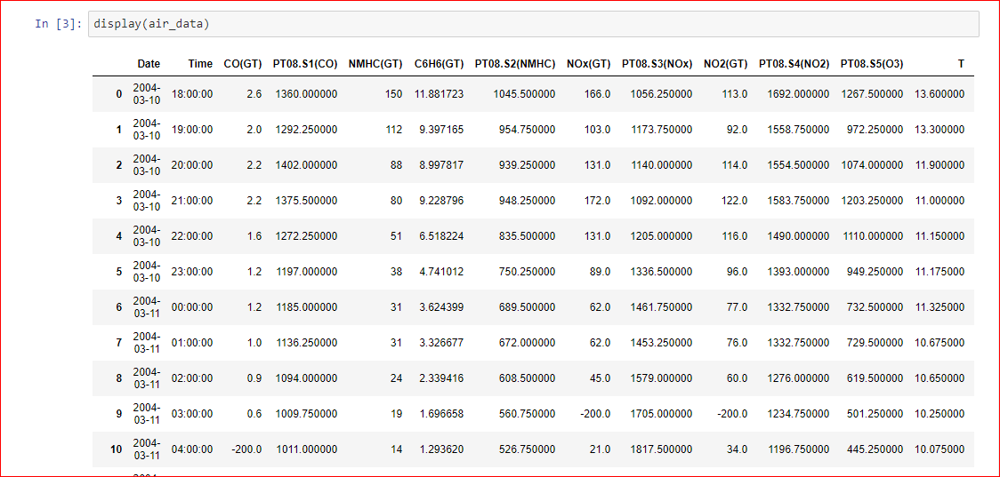 In [3]: display(air_data)
Date Time CO(GT) PT08.S1(CO) NMHC(GT) C6H6(GT) PT08.S2(NMHC) NOx(GT) PT08.S3(NOx) NO2(GT) PT08.S4(NO2) PT08.S5(O3) T
0 2004-03-10 18:00:00 2.6 1360.000000 150 11.881723 1045.500000 166.0 1056.250000 113.0 1692.000000 1267.500000 13.600000
1 2004-03-10 19:00:00 2.0 1292.250000 112 9.397165 954.750000 103.0 1173.750000 92.0 1558.750000 972.250000 13.300000
2 2004-03-10 20:00:00 2.2 1402.000000 88 8.997817 939.250000 131.0 1140.000000 114.0 1554.500000 1074.000000 11.900000
3 2004-03-10 21:00:00 2.2 1375.500000 80 9.228796 948.250000 172.0 1092.000000 122.0 1583.750000 1203.250000 11.000000
4 2004-03-10 22:00:00 1.6 1272.250000 51 6.518224 835.500000 131.0 1205.000000 116.0 1490.000000 1110.000000 11.150000
5 2004-03-10 23:00:00 1.2 1197.000000 38 4.741012 750.250000 89.0 1336.500000 96.0 1393.000000 949.250000 11.175000
6 2004-03-11 00:00:00 1.2 1185.000000 31 3.624399 689.500000 62.0 1461.750000 77.0 1332.750000 732.500000 11.325000
7 2004-03-11 01:00:00 1.0 1136.250000 31 3.326677 672.000000 62.0 1453.250000 76.0 1332.750000 729.500000 10.675000
8 2004-03-11 02:00:00 0.9 1094.000000 24 2.339416 608.500000 45.0 1579.000000 60.0 1276.000000 619.500000 10.650000
9 2004-03-11 03:00:00 0.6 1009.750000 19 1.696658 560.750000 -200.0 1705.000000 -200.0 1234.750000 501.250000 10.250000
10 2004-03-11 04:00:00 -200.0 1011.000000 14 1.293620 526.750000 21.0 1817.500000 34.0 1196.750000 445.250000 10.075000